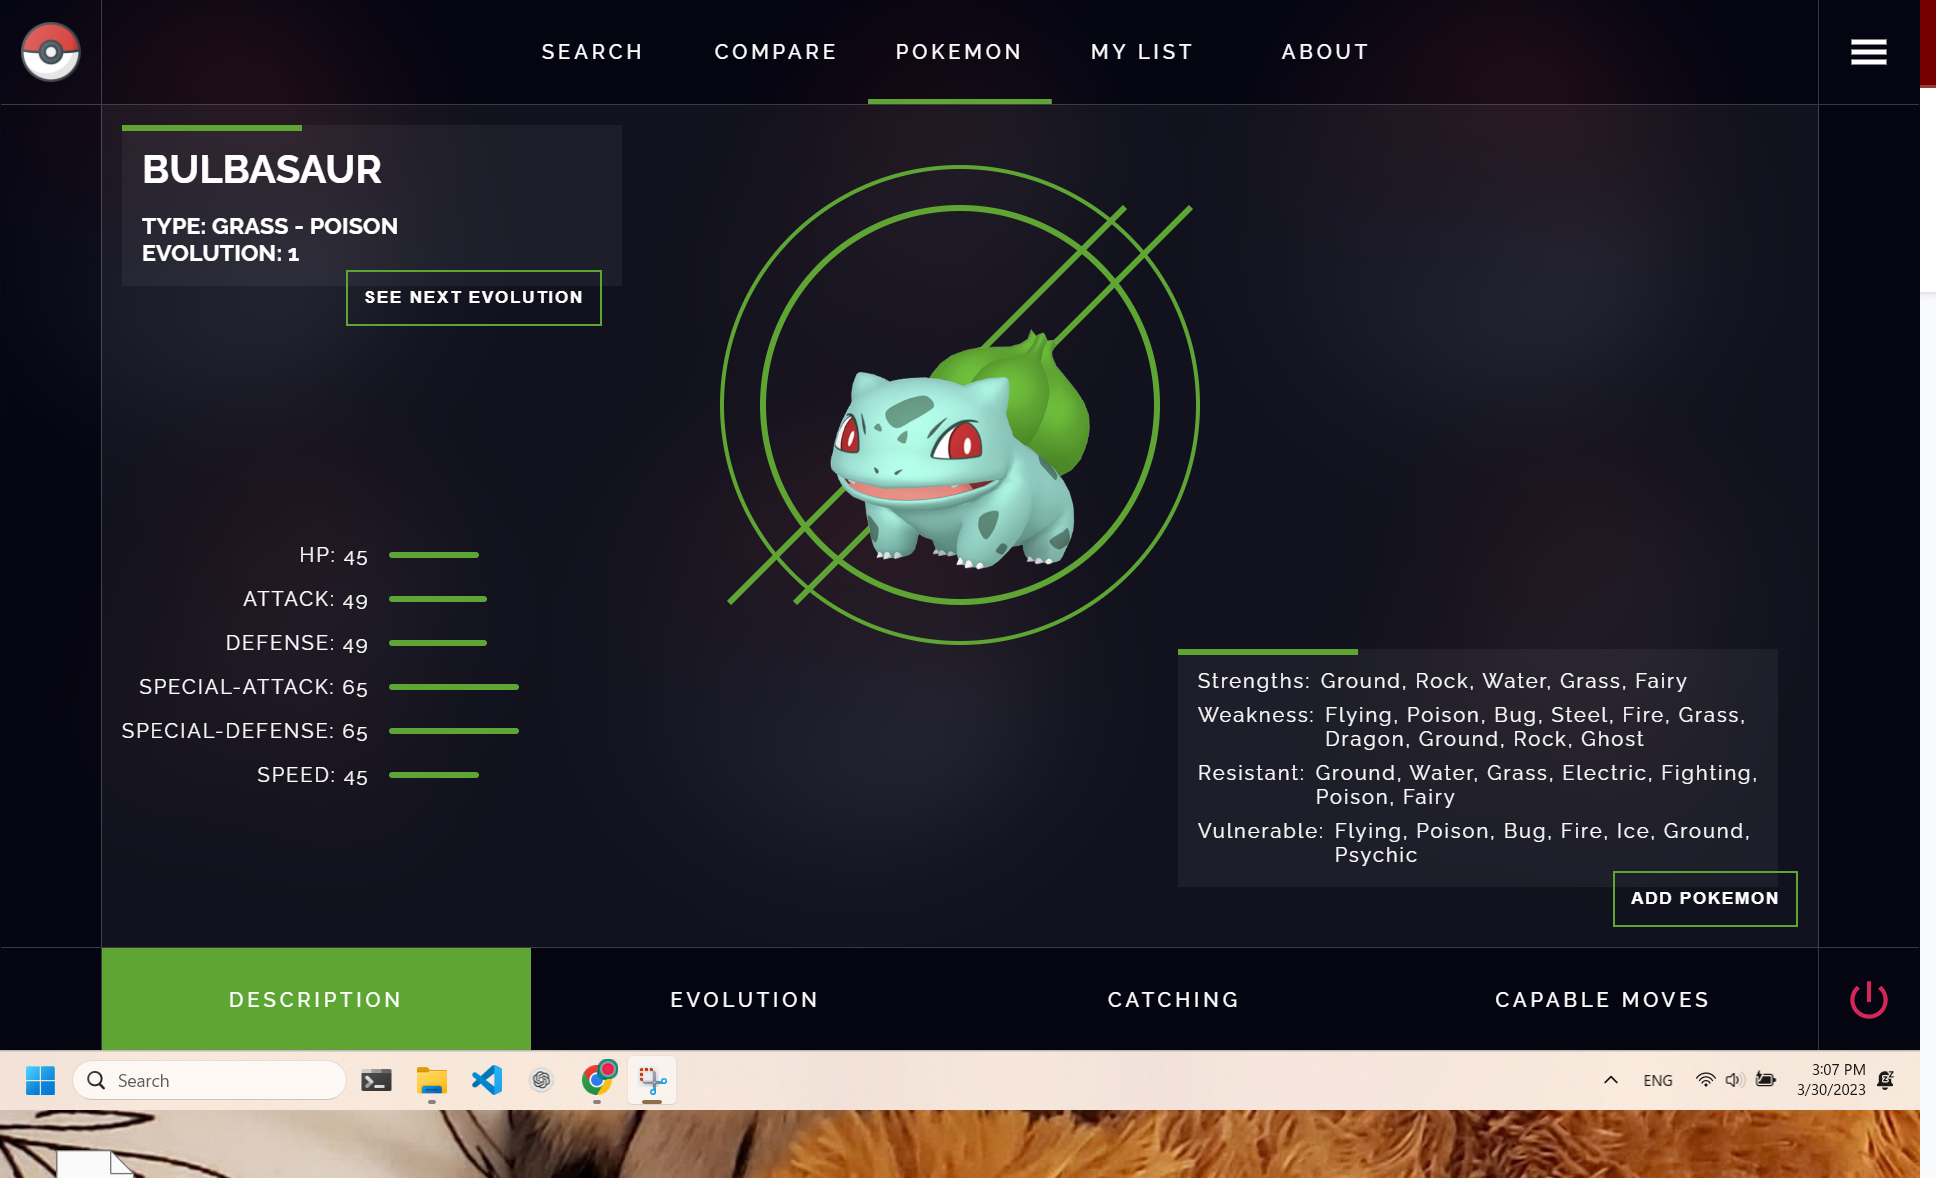 SEARCH
COMPARE
POKEMON
MY LIST
ABOUT
BULBASAUR
TYPE: GRASS - POISON
EVOLUTION: 1
SEE NEXT EVOLUTION
HP: 45
ATTACK: 49
DEFENSE: 49
SPECIAL-ATTACK: 65
SPECIAL-DEFENSE: 65
SPEED: 45
Strengths: Ground, Rock, Water, Grass, Fairy
Weakness: Flying, Poison, Bug, Steel, Fire, Grass,
Dragon, Ground, Rock, Ghost
Resistant: Ground, Water, Grass, Electric, Fighting,
Poison, Fairy
Vulnerable: Flying, Poison, Bug, Fire, Ice, Ground,
Psychic
ADD POKEMON
DESCRIPTION
EVOLUTION
CATCHING
CAPABLE MOVES
Search
ENG
3:07 PM
3/30/2023